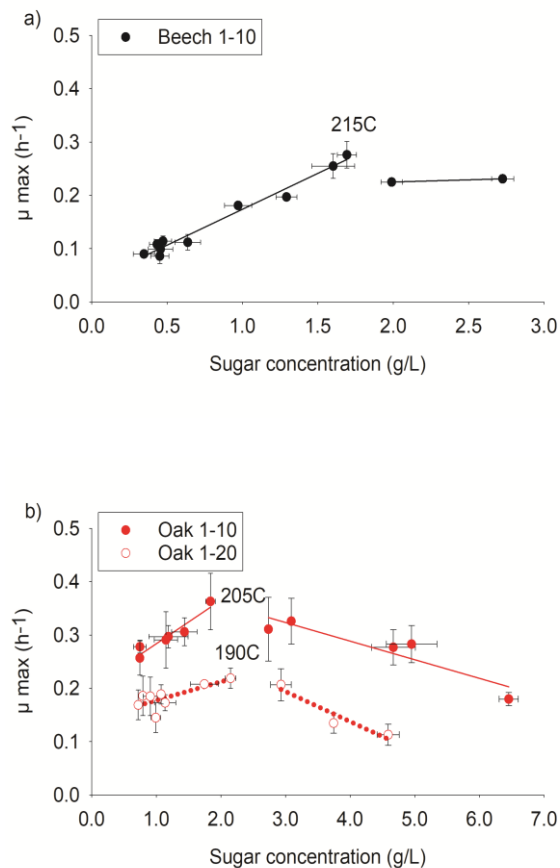 a)
Beech 1-10
0.5
0.4
0.3
0.2
0.1
0.0
µ max (h-1)
215C
0.0 0.5 1.0 1.5 2.0 2.5 3.0
Sugar concentration (g/L)
b)
Oak 1-10
Oak 1-20
0.5
0.4
0.3
0.2
0.1
0.0
µ max (h-1)
205C
190C
0.0 1.0 2.0 3.0 4.0 5.0 6.0 7.0
Sugar concentration (g/L)